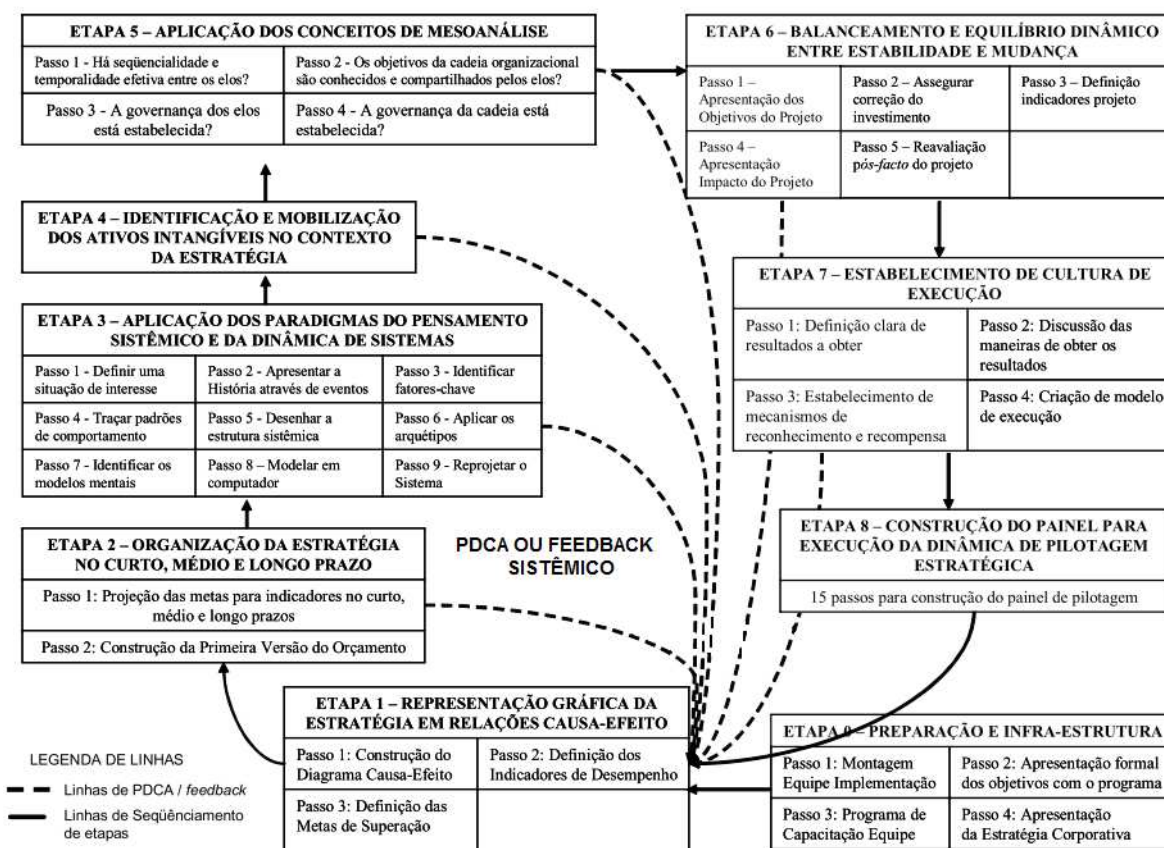 ETAPA 5 – APLICAÇÃO DOS CONCEITOS DE MESOANÁLISE
Passo 1 - Há seqüencialidade e
temporalidade efetiva entre os elos?
Passo 2 - Os objetivos da cadeia organizacional
são conhecidos e compartilhados pelos elos?
Passo 3 - A governança dos elos
está estabelecida?
Passo 4 - A governança da cadeia está
estabelecida?
ETAPA 6 – BALANCEAMENTO E EQUILÍBRIO DINÂMICO
ENTRE ESTABILIDADE E MUDANÇA
Passo 1 –
Apresentação dos
Objetivos do Projeto
Passo 2 – Assegurar
correção do
investimento
Passo 3 – Definição
indicadores projeto
Passo 4 –
Apresentação
Impacto do Projeto
Passo 5 – Reavaliação
pós-facto do projeto
ETAPA 4 – IDENTIFICAÇÃO E MOBILIZAÇÃO
DOS ATIVOS INTANGÍVEIS NO CONTEXTO
DA ESTRATÉGIA
ETAPA 7 – ESTABELECIMENTO DE CULTURA DE
EXECUÇÃO
Passo 1: Definição clara de
resultados a obter
Passo 2: Discussão das
maneiras de obter os
resultados
Passo 3: Estabelecimento de
mecanismos de
reconhecimento e recompensa
Passo 4: Criação de modelo
de execução
ETAPA 3 – APLICAÇÃO DOS PARADIGMAS DO PENSAMENTO
SISTÊMICO E DA DINÂMICA DE SISTEMAS
Passo 1 - Definir uma
situação de interesse
Passo 2 - Apresentar a
História através de eventos
Passo 3 - Identificar
fatores-chave
Passo 4 - Traçar padrões
de comportamento
Passo 5 - Desenhar a
estrutura sistêmica
Passo 6 - Aplicar os
arquétipos
Passo 7 - Identificar os
modelos mentais
Passo 8 – Modelar em
computador
Passo 9 - Reprojetar o
Sistema
ETAPA 8 – CONSTRUÇÃO DO PAINEL PARA
EXECUÇÃO DA DINÂMICA DE PILOTAGEM
ESTRATÉGICA
15 passos para construção do painel de pilotagem
PDCA OU FEEDBACK
SISTÊMICO
ETAPA 2 – ORGANIZAÇÃO DA ESTRATÉGIA
NO CURTO, MÉDIO E LONGO PRAZO
Passo 1: Projeção das metas para indicadores no curto,
médio e longo prazos
Passo 2: Construção da Primeira Versão do Orçamento
ETAPA 1 – REPRESENTAÇÃO GRÁFICA DA
ESTRATÉGIA EM RELAÇÕES CAUSA-EFEITO
Passo 1: Construção do
Diagrama Causa-Efeito
Passo 2: Definição dos
Indicadores de Desempenho
Passo 3: Definição das
Metas de Superação
ETAPA 0 – PREPARAÇÃO E INFRA-ESTRUTURA
Passo 1: Montagem
Equipe Implementação
Passo 2: Apresentação formal
dos objetivos com o programa
Passo 3: Programa de
Capacitação Equipe
Passo 4: Apresentação
da Estratégia Corporativa
LEGENDA DE LINHAS
Linhas de PDCA / feedback
Linhas de Seqüênciamento
de etapas